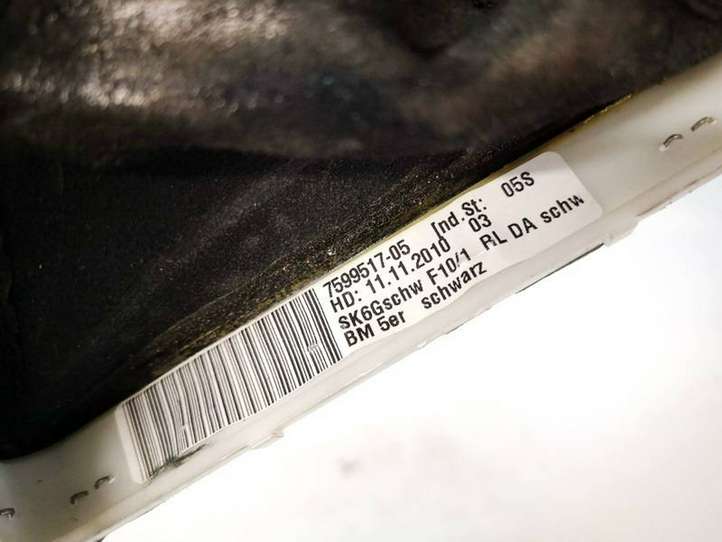 7599517-05 Ind.St: 05S
HD: 11.11.2010 03
SK6Gschw F10/1 RL DA schw
BM 5er schwarz